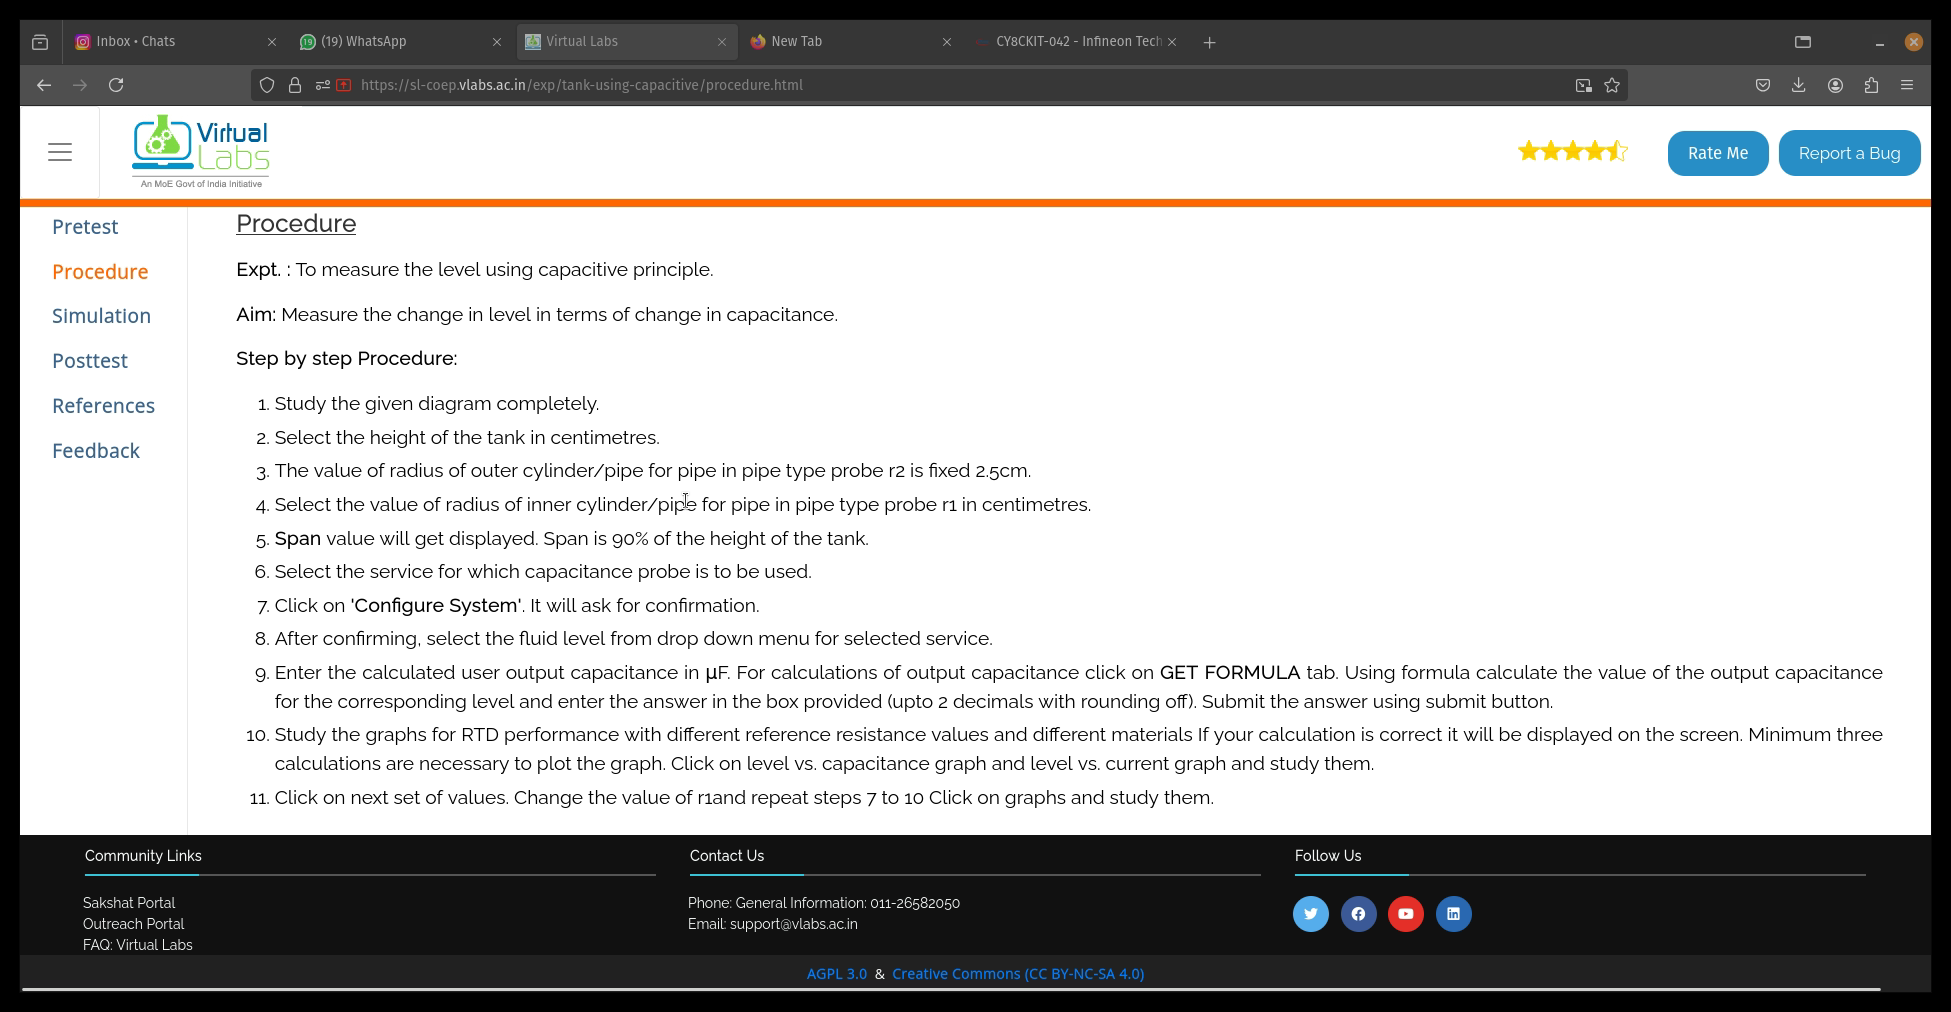 Inbox • Chats
(19) WhatsApp
Virtual Labs
New Tab
CY8CKIT-042 - Infineon Tech
https://sl-coep.vlabs.ac.in/exp/tank-using-capacitive/procedure.html
Virtual
Labs
An MoE Govt of India Initiative
Rate Me
Report a Bug
Pretest
Procedure
Simulation
Posttest
References
Feedback
Procedure
Expt. : To measure the level using capacitive principle.
Aim: Measure the change in level in terms of change in capacitance.
Step by step Procedure:
1. Study the given diagram completely.
2. Select the height of the tank in centimetres.
3. The value of radius of outer cylinder/pipe for pipe in pipe type probe r2 is fixed 2.5cm.
4. Select the value of radius of inner cylinder/pipe for pipe in pipe type probe r1 in centimetres.
5. Span value will get displayed. Span is 90% of the height of the tank.
6. Select the service for which capacitance probe is to be used.
7. Click on 'Configure System'. It will ask for confirmation.
8. After confirming, select the fluid level from drop down menu for selected service.
9. Enter the calculated user output capacitance in µF. For calculations of output capacitance click on GET FORMULA tab. Using formula calculate the value of the output capacitance
for the corresponding level and enter the answer in the box provided (upto 2 decimals with rounding off). Submit the answer using submit button.
10. Study the graphs for RTD performance with different reference resistance values and different materials If your calculation is correct it will be displayed on the screen. Minimum three
calculations are necessary to plot the graph. Click on level vs. capacitance graph and level vs. current graph and study them.
11. Click on next set of values. Change the value of r1and repeat steps 7 to 10 Click on graphs and study them.
Community Links
Sakshat Portal
Outreach Portal
FAQ: Virtual Labs
Contact Us
Phone: General Information: 011-26582050
Email: support@vlabs.ac.in
Follow Us
AGPL 3.0 & Creative Commons (CC BY-NC-SA 4.0)